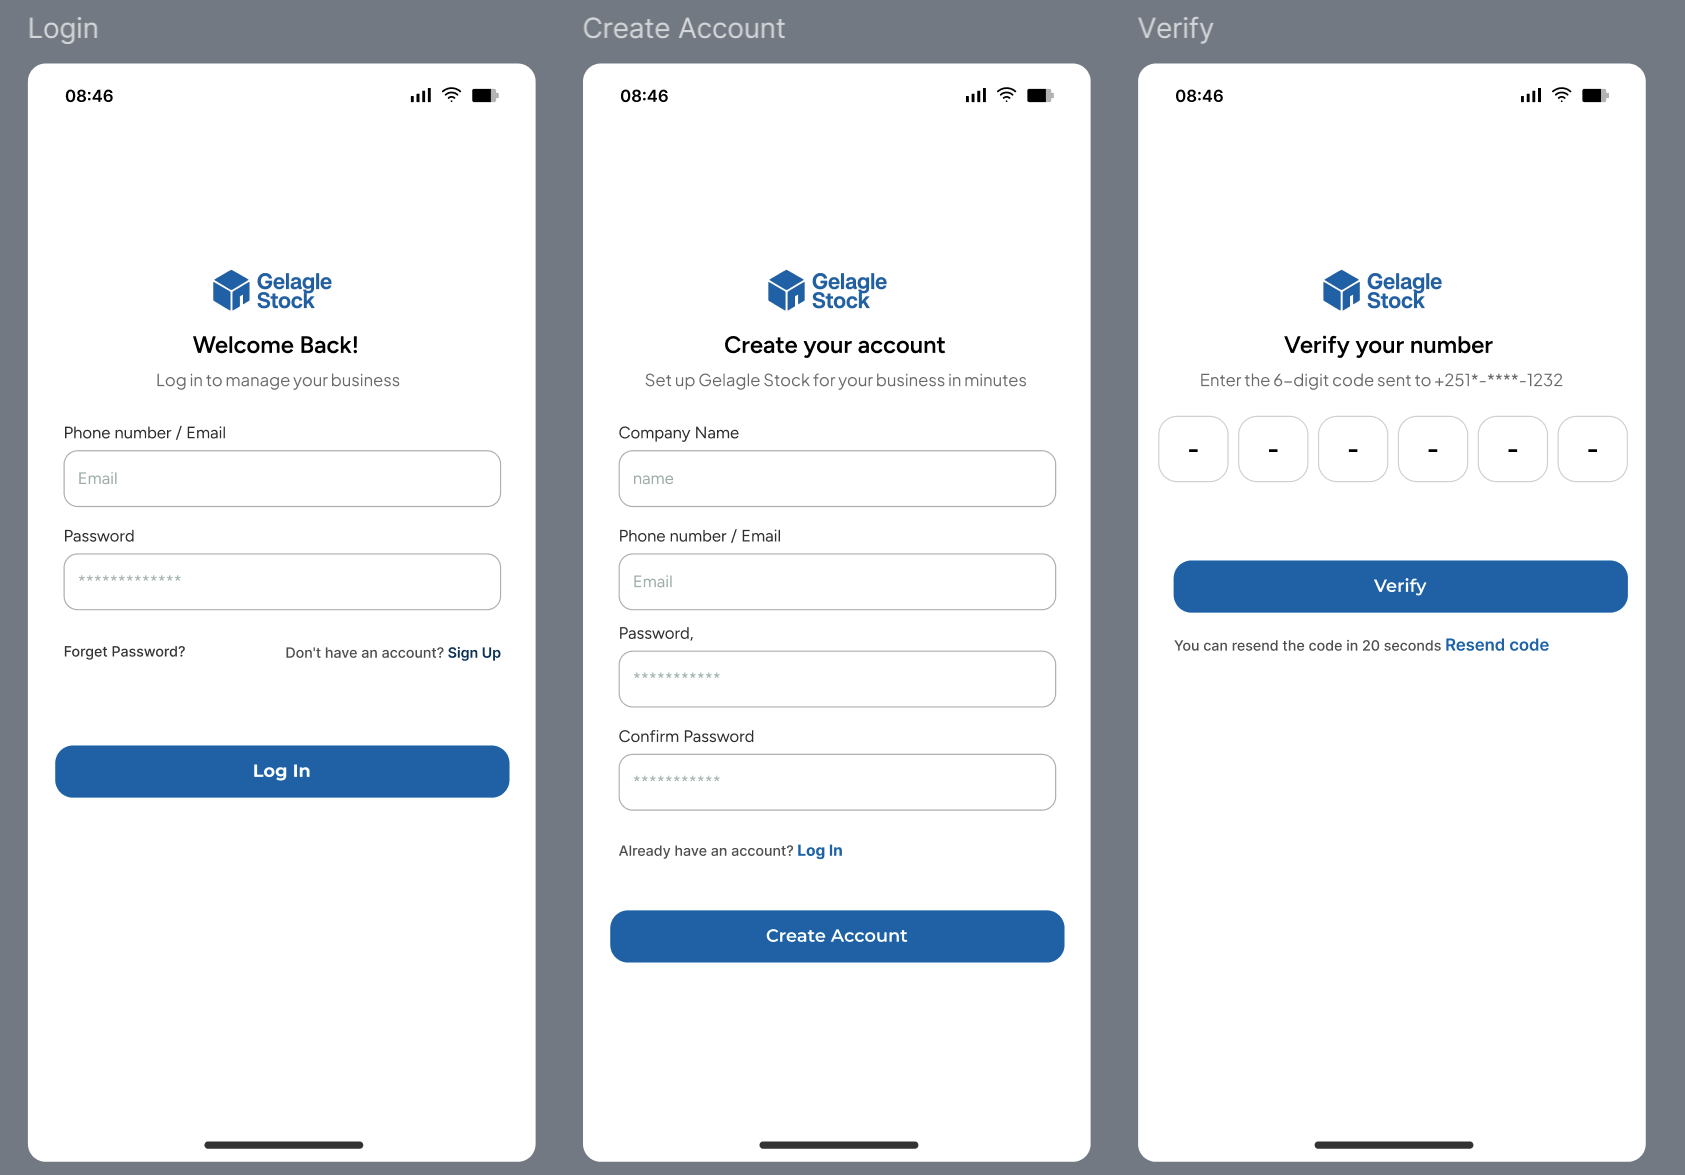 Login
08:46
Gelagle
Stock
Welcome Back!
Log in to manage your business
Phone number / Email
Email
Password
*************
Forget Password?
Don't have an account? Sign Up
Log In
Create Account
08:46
Gelagle
Stock
Create your account
Set up Gelagle Stock for your business in minutes
Company Name
name
Phone number / Email
Email
Password,
***********
Confirm Password
***********
Already have an account? Log In
Create Account
Verify
08:46
Gelagle
Stock
Verify your number
Enter the 6-digit code sent to +251*-****-1232
- - - - - -
Verify
You can resend the code in 20 seconds Resend code